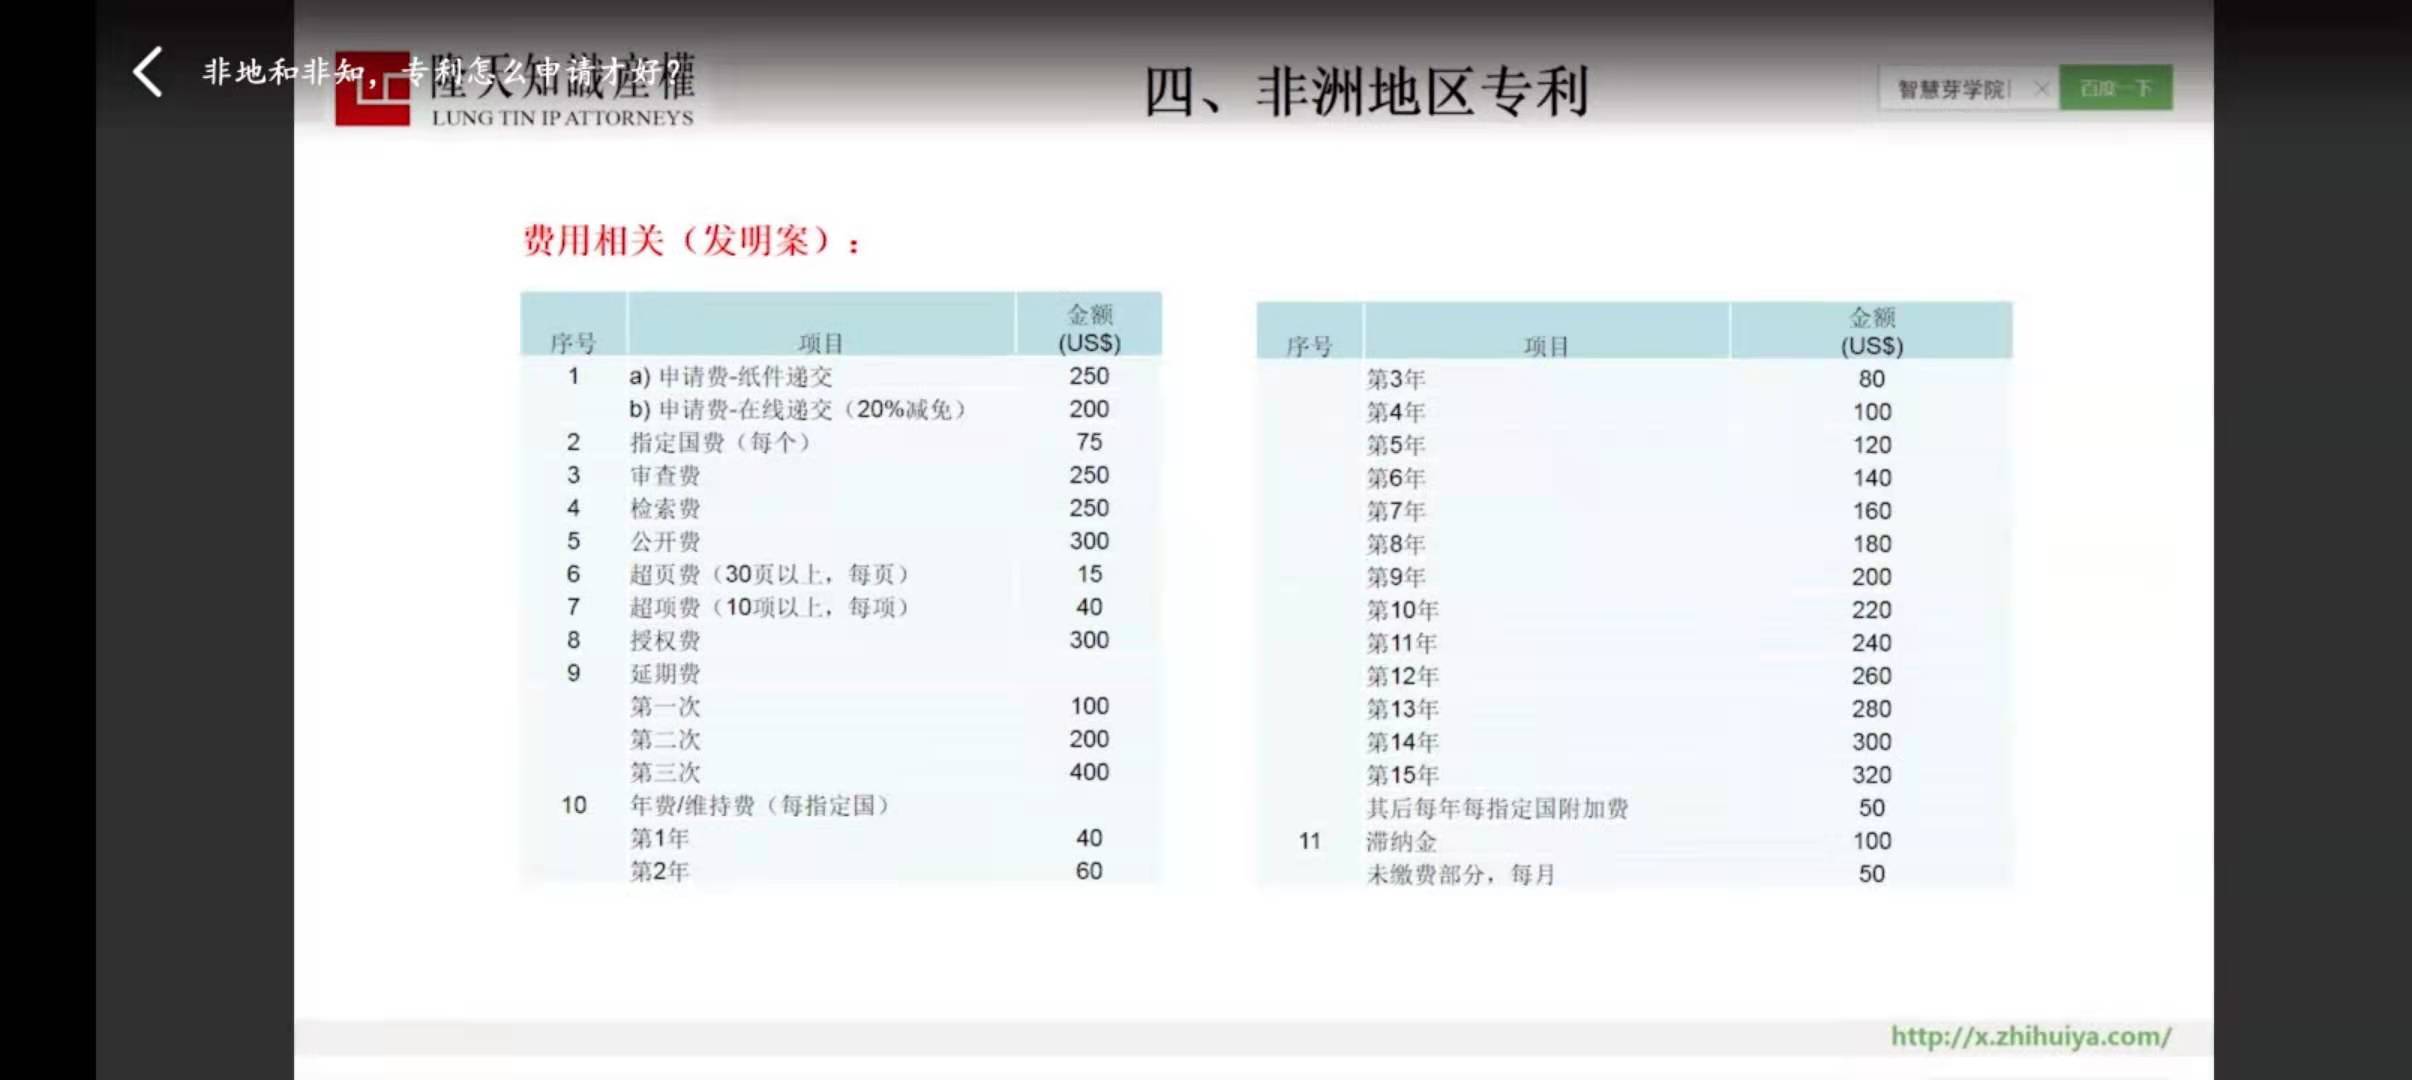 非地和非知，专利怎么申请才好？
隆天知識產權
LUNG TIN IP ATTORNEYS
四、非洲地区专利
智慧芽学院
百度一下
费用相关（发明案）：
序号 项目 金额 (US$)
1 a) 申请费-纸件递交 250
b) 申请费-在线递交（20%减免） 200
2 指定国费（每个） 75
3 审查费 250
4 检索费 250
5 公开费 300
6 超页费（30页以上，每页） 15
7 超项费（10项以上，每项） 40
8 授权费 300
9 延期费
第一次 100
第二次 200
第三次 400
10 年费/维持费（每指定国）
第1年 40
第2年 60
序号 项目 金额 (US$)
第3年 80
第4年 100
第5年 120
第6年 140
第7年 160
第8年 180
第9年 200
第10年 220
第11年 240
第12年 260
第13年 280
第14年 300
第15年 320
其后每年每指定国附加费 50
11 滞纳金 100
未缴费部分，每月 50
http://x.zhihuiya.com/